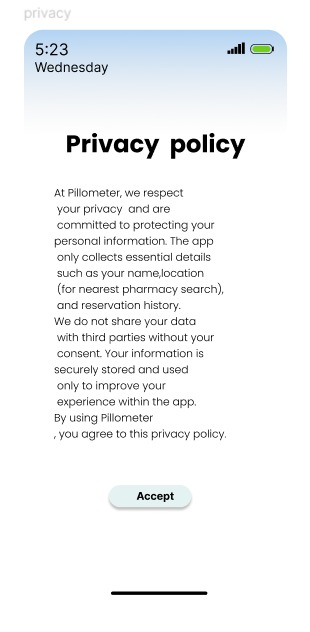 privacy
5:23
Wednesday
Privacy policy
At Pillometer, we respect
your privacy and are
committed to protecting your
personal information. The app
only collects essential details
such as your name,location
(for nearest pharmacy search),
and reservation history.
We do not share your data
with third parties without your
consent. Your information is
securely stored and used
only to improve your
experience within the app.
By using Pillometer
, you agree to this privacy policy.
Accept